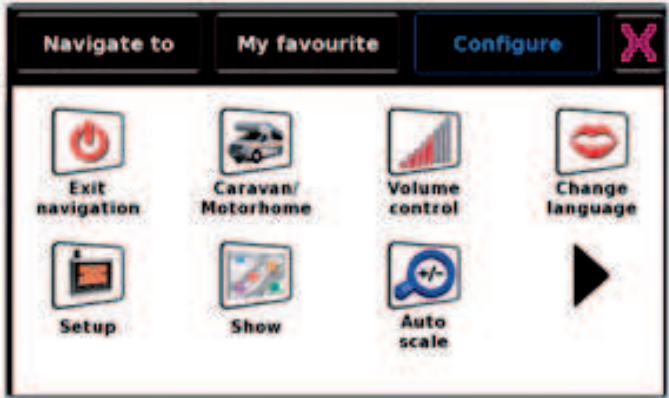 Navigate to
My favourite
Configure
X
Exit
navigation
Caravan/
Motorhome
Volume
control
Change
language
Setup
Show
+/-
Auto
scale